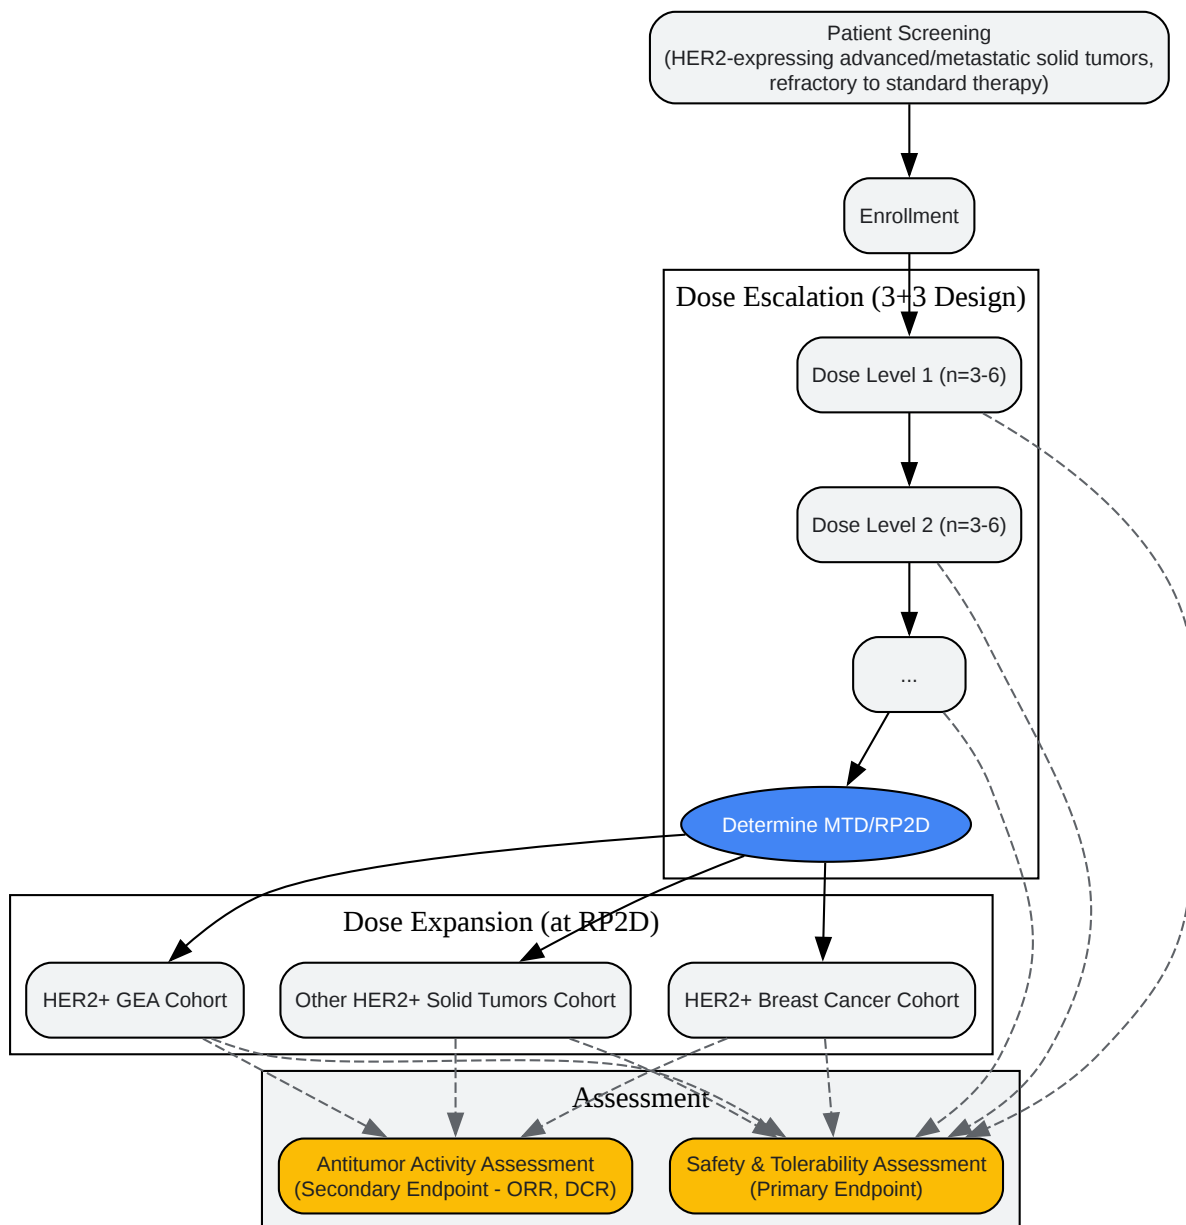 Patient Screening
(HER2-expressing advanced/metastatic solid tumors,
refractory to standard therapy)
Enrollment
Dose Escalation (3+3 Design)
Dose Level 1 (n=3-6)
Dose Level 2 (n=3-6)
...
Determine MTD/RP2D
Dose Expansion (at RP2D)
HER2+ GEA Cohort
Other HER2+ Solid Tumors Cohort
HER2+ Breast Cancer Cohort
Assessment
Antitumor Activity Assessment
(Secondary Endpoint - ORR, DCR)
Safety & Tolerability Assessment
(Primary Endpoint)